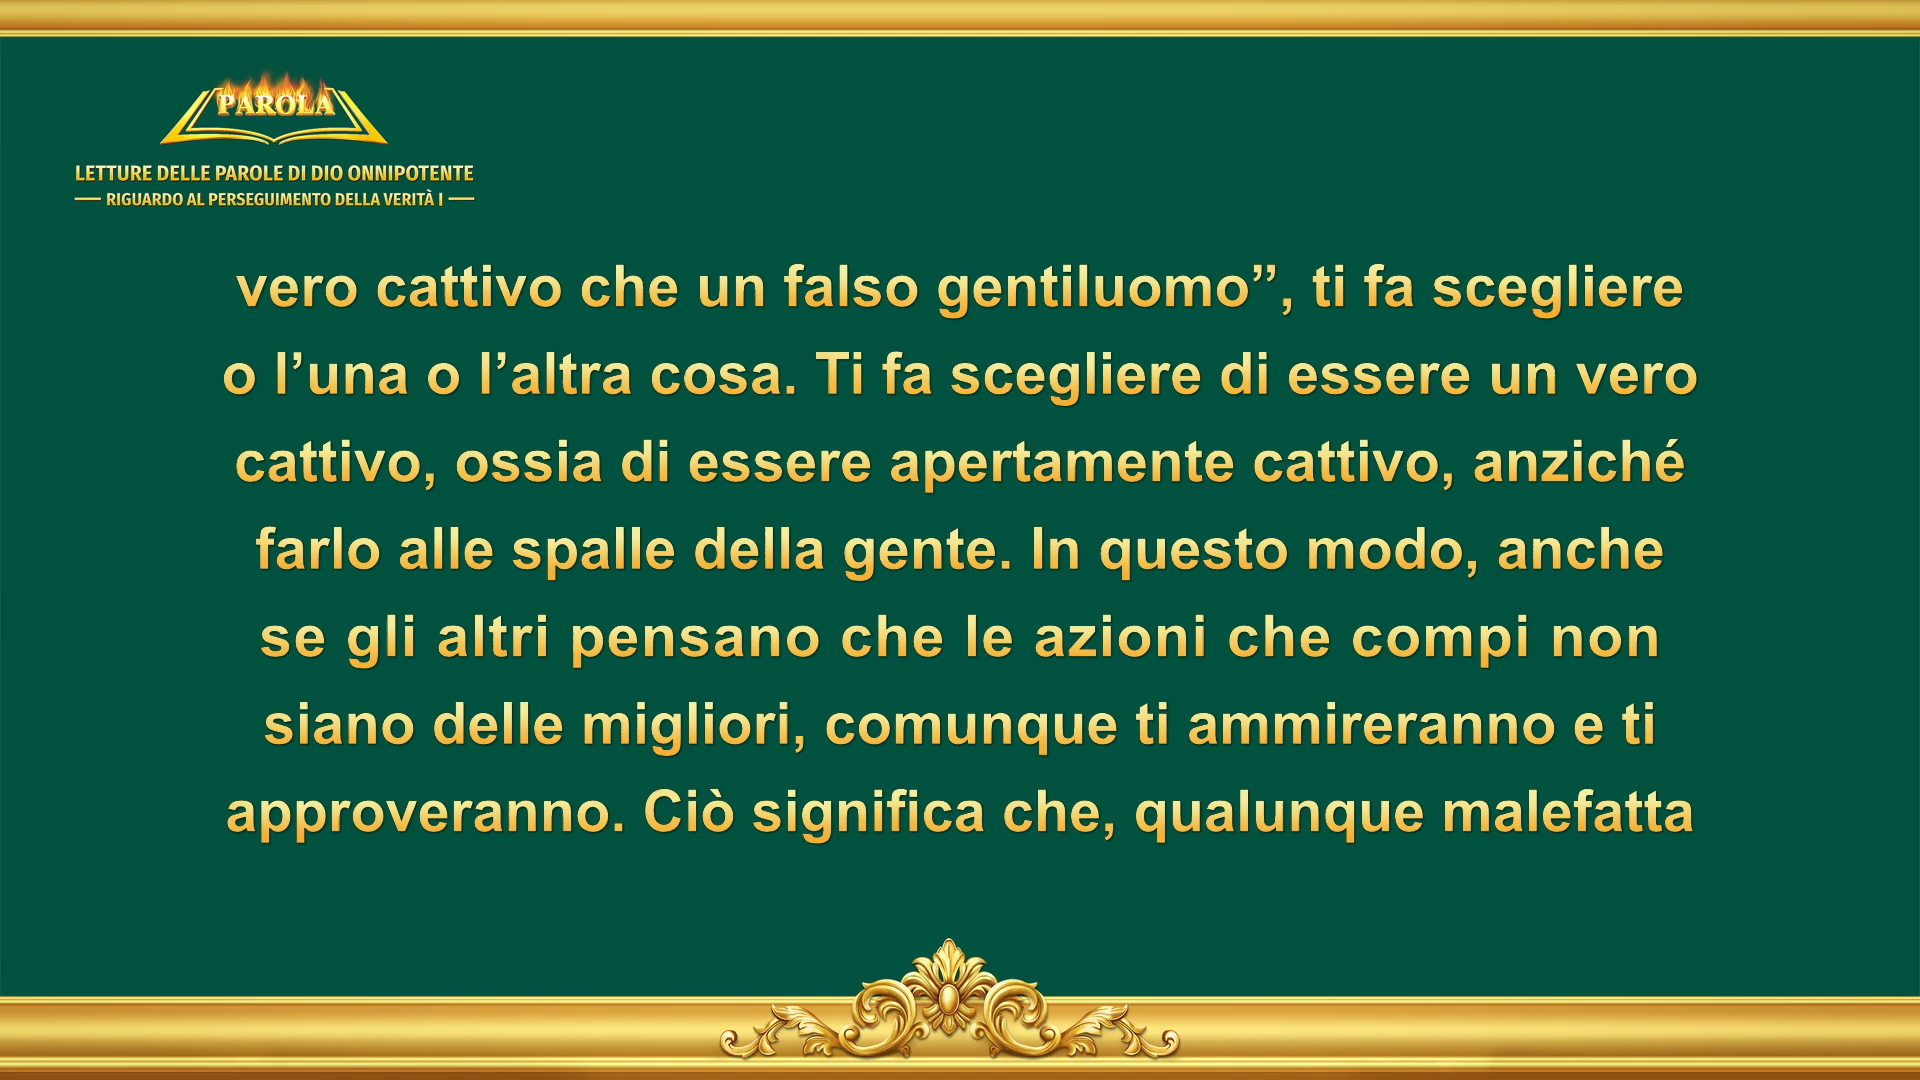 PAROLA
LETTURE DELLE PAROLE DI DIO ONNIPOTENTE
RIGUARDO AL PERSEGUIMENTO DELLA VERITÀ I
vero cattivo che un falso gentiluomo”, ti fa scegliere
o l’una o l’altra cosa. Ti fa scegliere di essere un vero
cattivo, ossia di essere apertamente cattivo, anziché
farlo alle spalle della gente. In questo modo, anche
se gli altri pensano che le azioni che compi non
siano delle migliori, comunque ti ammireranno e ti
approveranno. Ciò significa che, qualunque malefatta